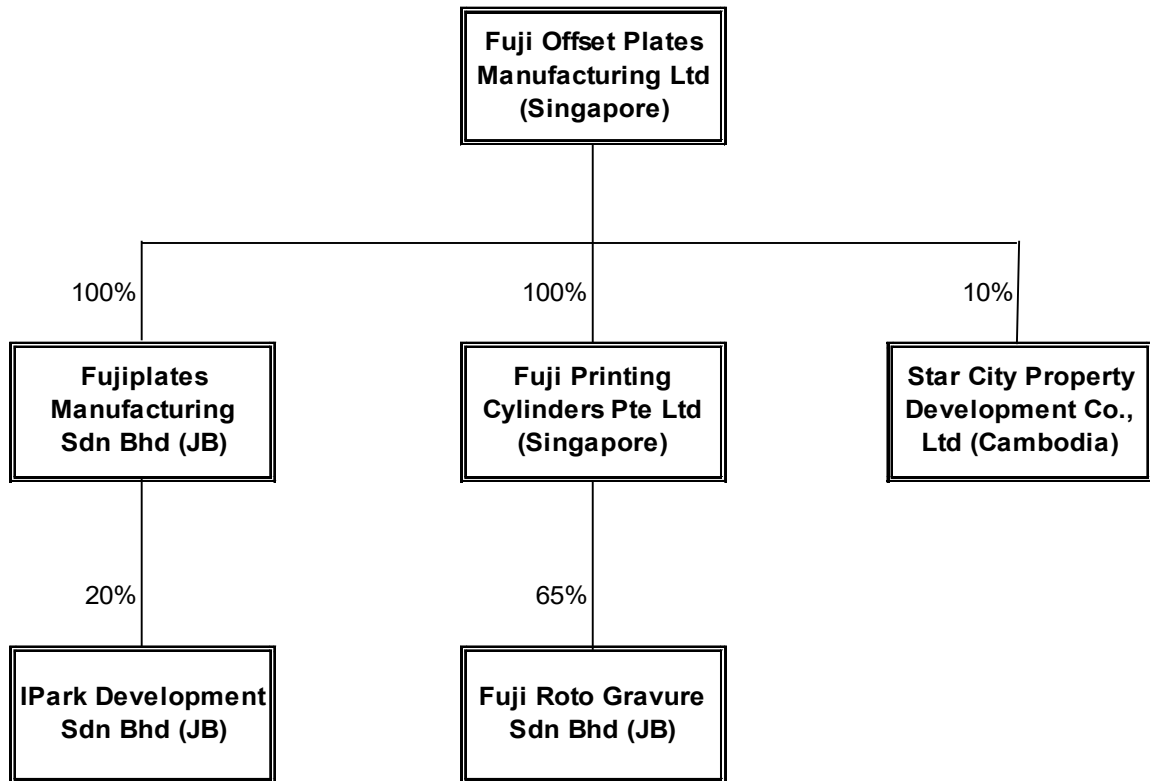 Fuji Offset Plates
Manufacturing Ltd
(Singapore)
100%
100%
10%
Fujiplates
Manufacturing
Sdn Bhd (JB)
Fuji Printing
Cylinders Pte Ltd
(Singapore)
Star City Property
Development Co.,
Ltd (Cambodia)
20%
65%
IPark Development
Sdn Bhd (JB)
Fuji Roto Gravure
Sdn Bhd (JB)